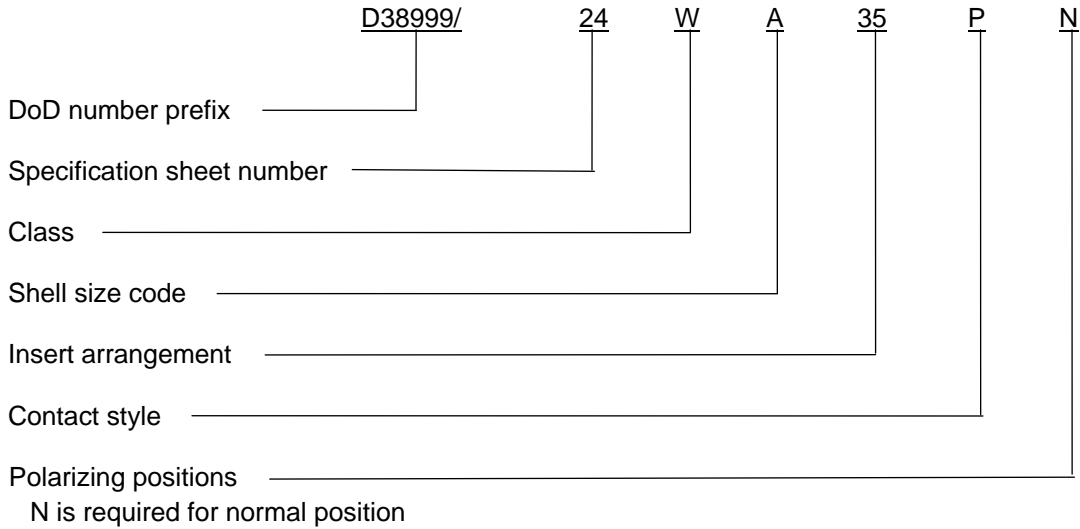 D38999/ 24 W A 35 P N
DoD number prefix
Specification sheet number
Class
Shell size code
Insert arrangement
Contact style
Polarizing positions
N is required for normal position